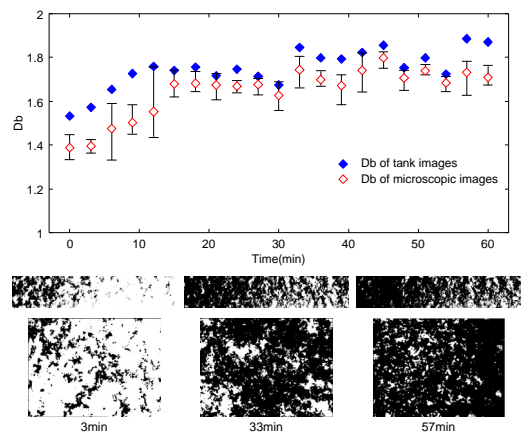 2
1.8
1.6
1.4
1.2
1
Db
0 10 20 30 40 50 60
Time(min)
Db of tank images
Db of microscopic images
3min 33min 57min